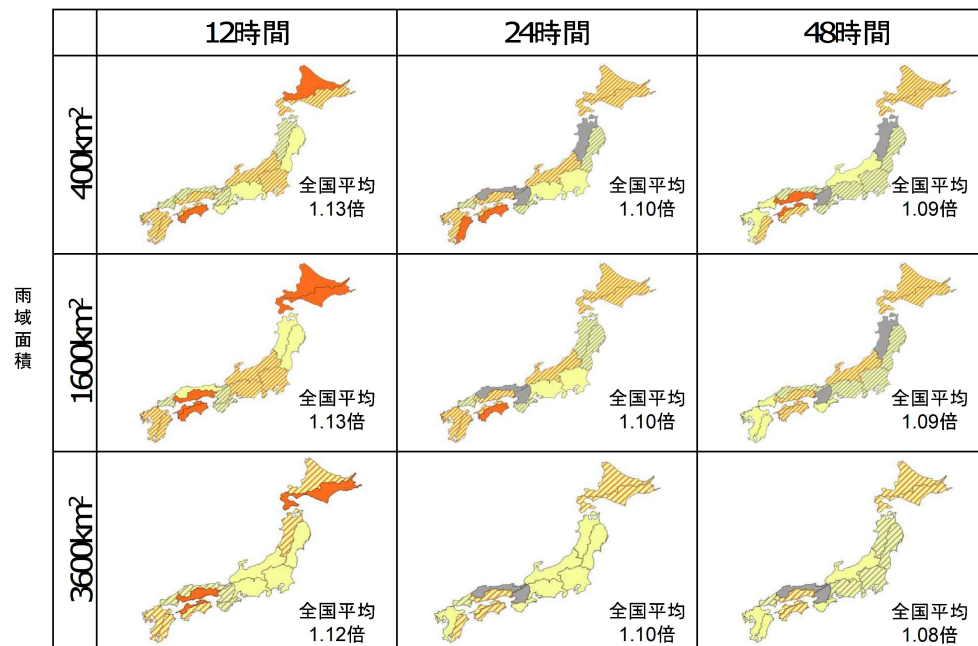 12時間 24時間 48時間
雨域面積
400km²
全国平均
1.13倍
全国平均
1.10倍
全国平均
1.09倍
1600km²
全国平均
1.13倍
全国平均
1.10倍
全国平均
1.09倍
3600km²
全国平均
1.12倍
全国平均
1.10倍
全国平均
1.08倍